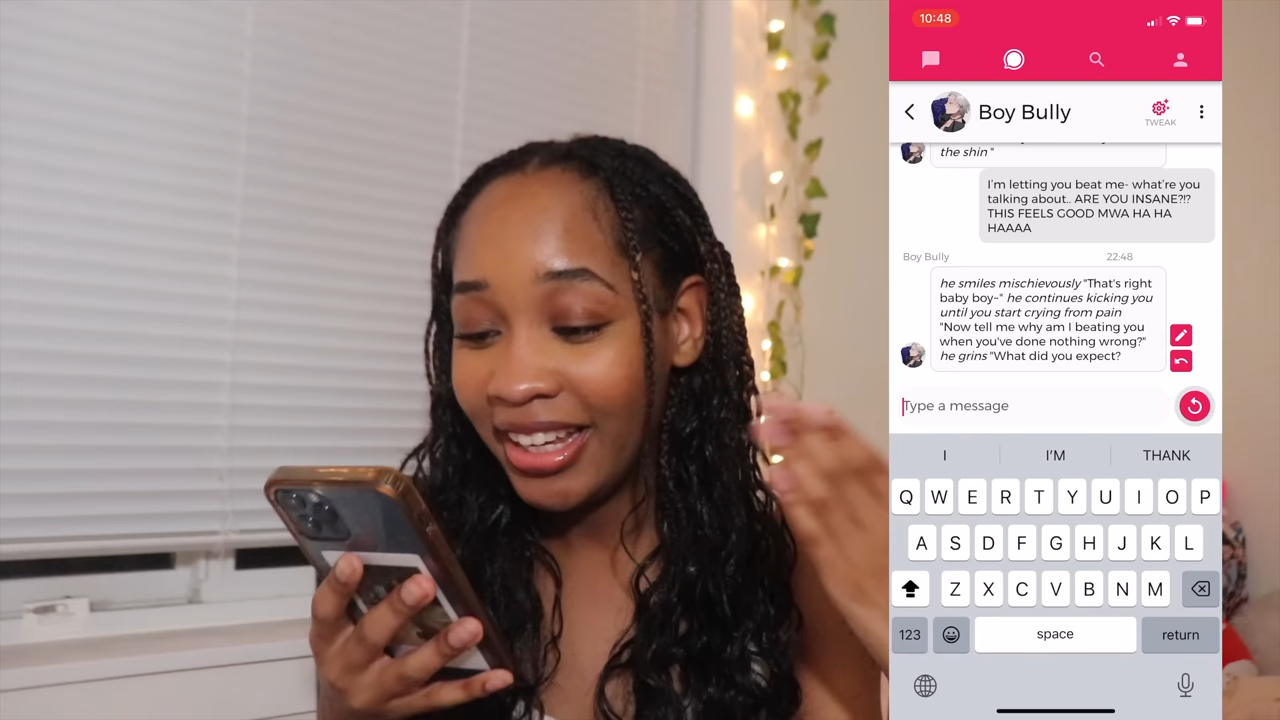 10:48
Boy Bully
TWEAK
the shin "
I'm letting you beat me- what're you
talking about.. ARE YOU INSANE?!?
THIS FEELS GOOD MWA HA HA
HAAAA
Boy Bully 22:48
he smiles mischievously "That's right
baby boy~" he continues kicking you
until you start crying from pain
"Now tell me why am I beating you
when you've done nothing wrong?"
he grins "What did you expect?
Type a message
I I'M THANK
Q W E R T Y U I O P
A S D F G H J K L
Z X C V B N M
123 space return